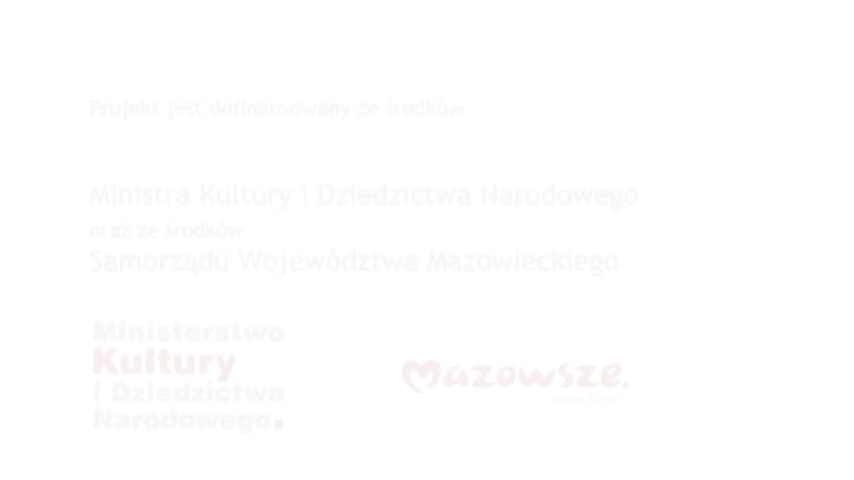 Projekt jest dofinansowany ze środków
Ministra Kultury i Dziedzictwa Narodowego
oraz ze środków
Samorządu Województwa Mazowieckiego
Ministerstwo
Kultury
i Dziedzictwa
Narodowego.
mazowsze.